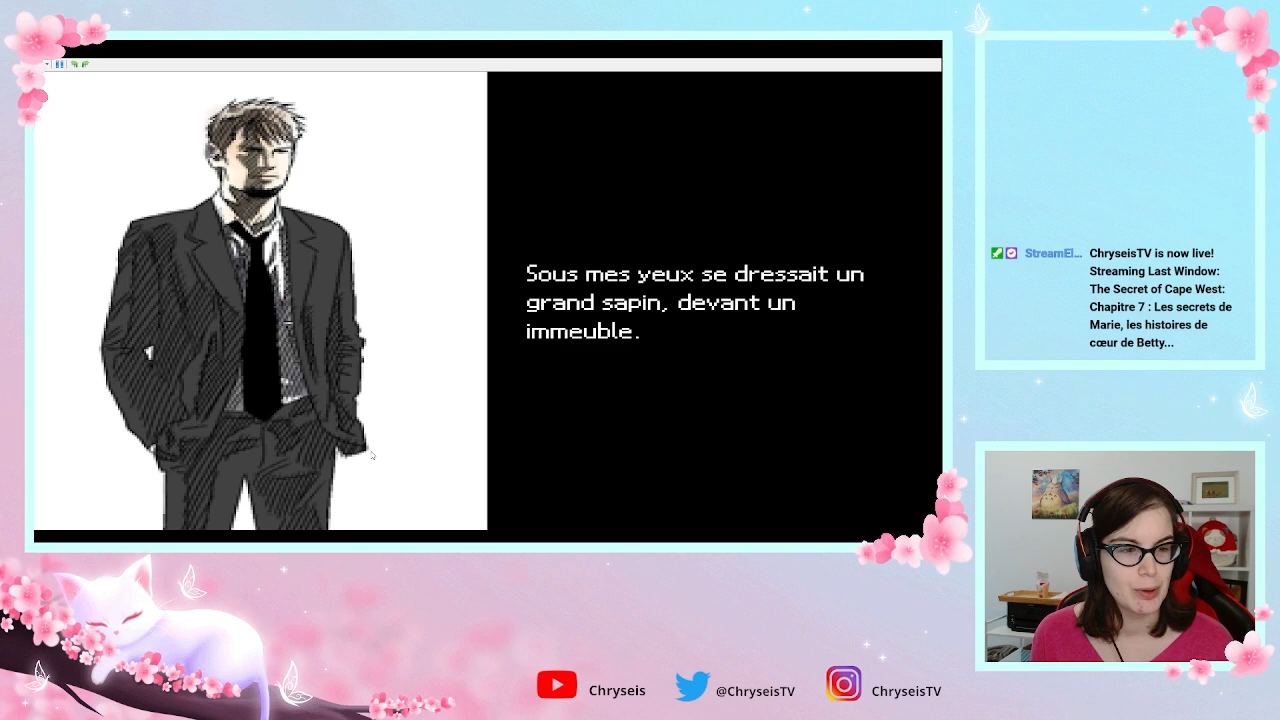 Sous mes yeux se dressait un
grand sapin, devant un
immeuble.
StreamEl... ChryseisTV is now live!
Streaming Last Window:
The Secret of Cape West:
Chapitre 7 : Les secrets de
Marie, les histoires de
cœur de Betty...
Chryseis
@ChryseisTV
ChryseisTV